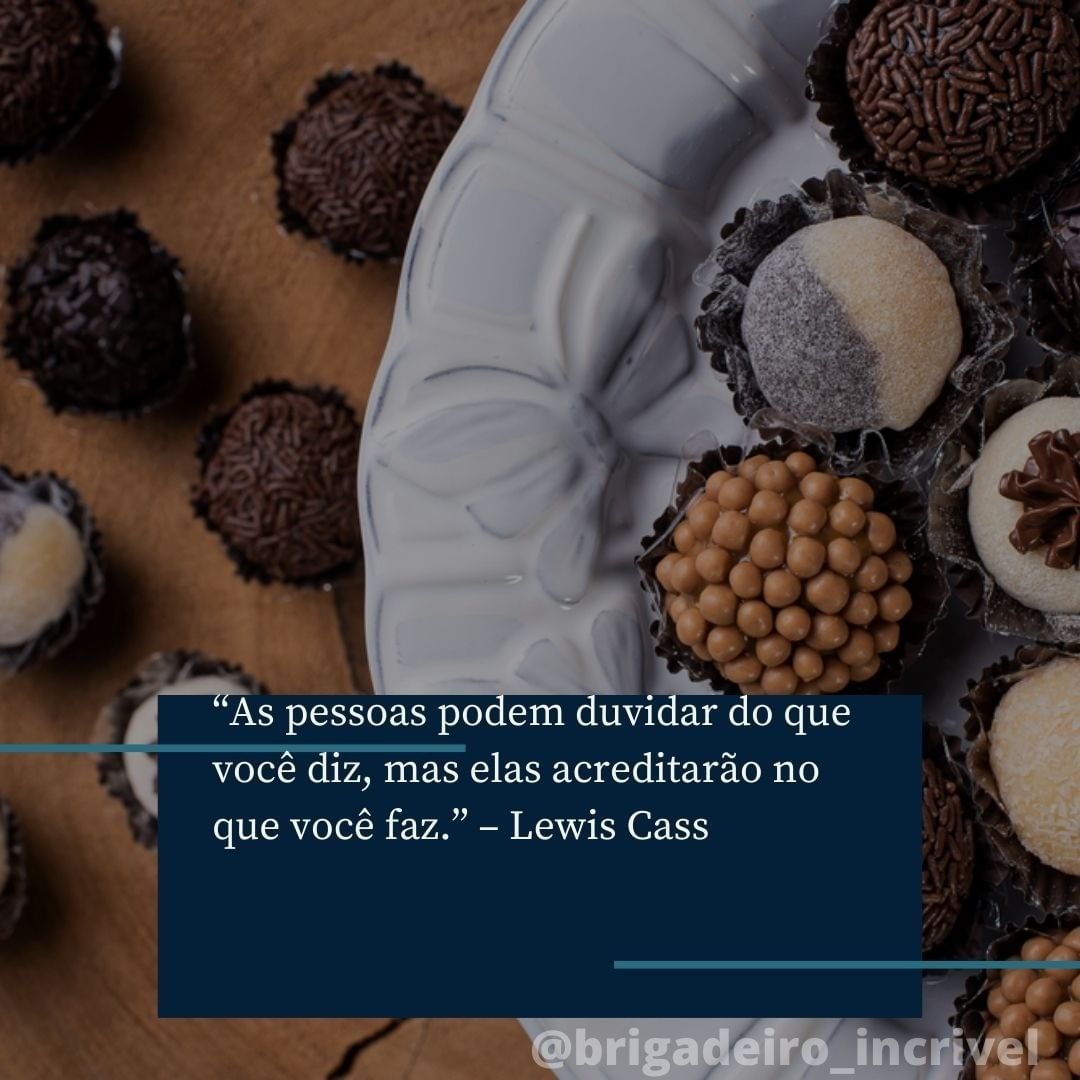 “As pessoas podem duvidar do que
você diz, mas elas acreditarão no
que você faz.” – Lewis Cass
@brigadeiro_incrivel